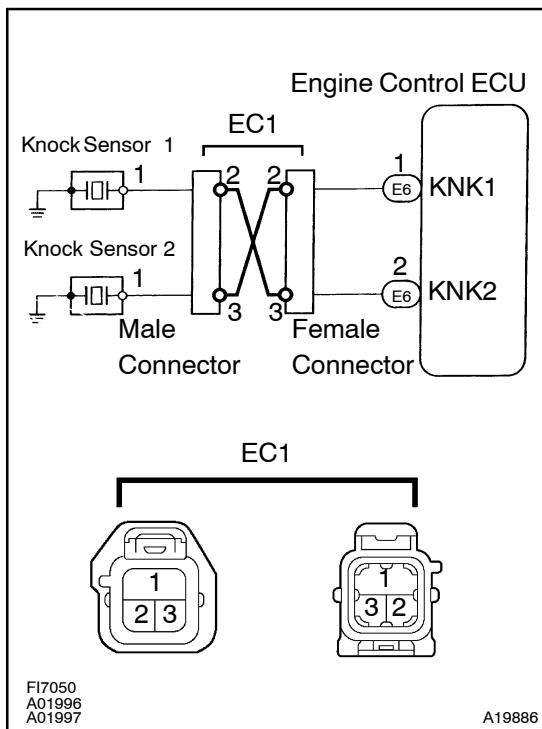 Engine Control ECU
EC1
Knock Sensor 1
1
2
2
1
E6
KNK1
Knock Sensor 2
1
3
3
2
E6
KNK2
Male
Connector
Female
Connector
EC1
1
2 3
1
3 2
FI7050
A01996
A01997
A19886